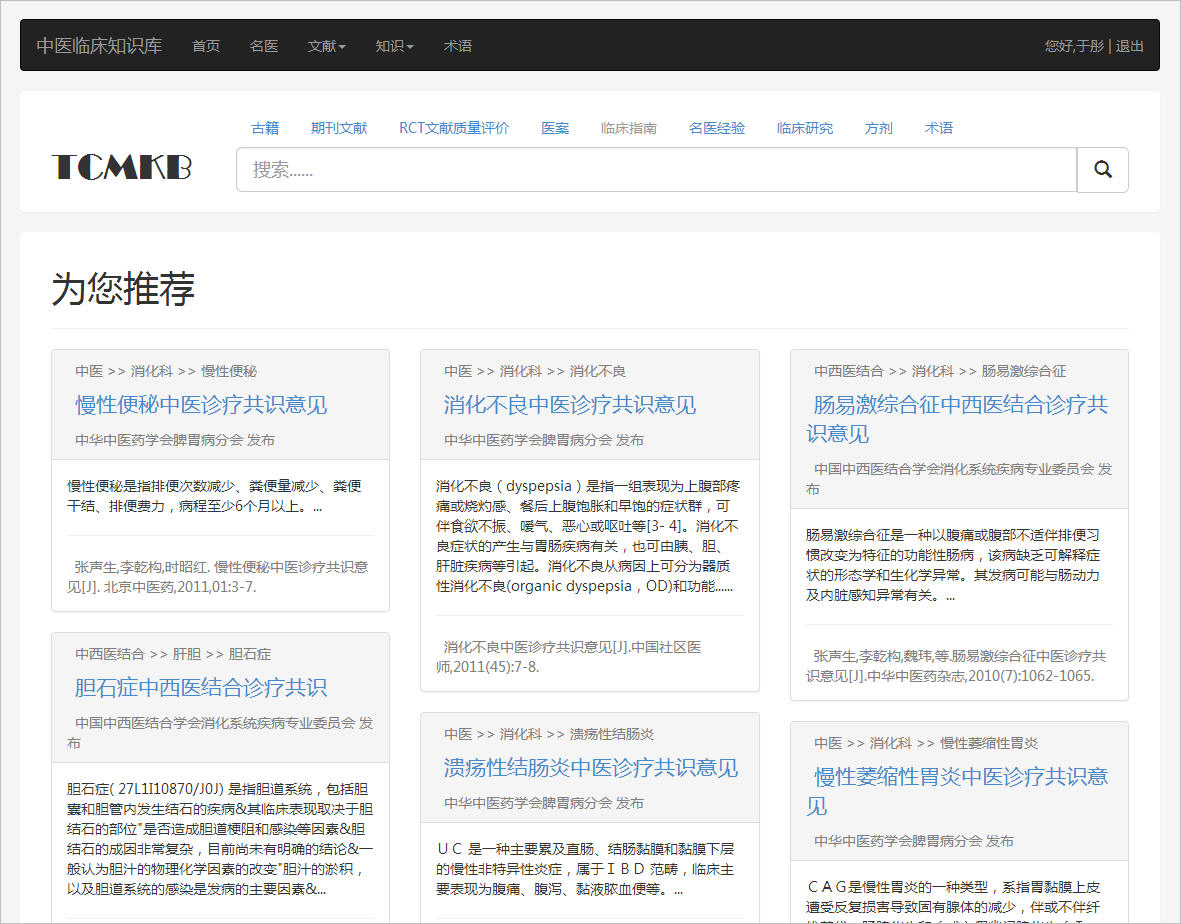 中医临床知识库 首页 名医 文献 知识 术语 您好,于彤 | 退出
古籍 期刊文献 RCT文献质量评价 医案 临床指南 名医经验 临床研究 方剂 术语
TCMKB
搜索......
为您推荐
中医 >> 消化科 >> 慢性便秘
慢性便秘中医诊疗共识意见
中华中医药学会脾胃病分会 发布
慢性便秘是指排便次数减少、粪便量减少、粪便
干结、排便费力，病程至少6个月以上。...
张声生,李乾构,时昭红. 慢性便秘中医诊疗共识意
见[J]. 北京中医药,2011,01:3-7.
中西医结合 >> 肝胆 >> 胆石症
胆石症中西医结合诊疗共识
中国中西医结合学会消化系统疾病专业委员会 发
布
胆石症( 27L1I10870/J0J) 是指胆道系统，包括胆
囊和胆管内发生结石的疾病&其临床表现取决于胆
结石的部位"是否造成胆道梗阻和感染等因素&胆
结石的成因非常复杂，目前尚未有明确的结论&一
般认为胆汁的物理化学因素的改变"胆汁的淤积，
以及胆道系统的感染是发病的主要因素&...
中医 >> 消化科 >> 消化不良
消化不良中医诊疗共识意见
中华中医药学会脾胃病分会 发布
消化不良（dyspepsia）是指一组表现为上腹部疼
痛或烧灼感、餐后上腹饱胀和早饱的症状群，可
伴食欲不振、嗳气、恶心或呕吐等[3- 4]。消化不
良症状的产生与胃肠疾病有关，也可由胰、胆、
肝脏疾病等引起。消化不良从病因上可分为器质
性消化不良(organic dyspepsia，OD)和功能......
消化不良中医诊疗共识意见[J].中国社区医
师,2011(45):7-8.
中医 >> 消化科 >> 溃疡性结肠炎
溃疡性结肠炎中医诊疗共识意见
中华中医药学会脾胃病分会 发布
ＵＣ 是一种主要累及直肠、结肠黏膜和黏膜下层
的慢性非特异性炎症，属于ＩＢＤ 范畴，临床主
要表现为腹痛、腹泻、黏液脓血便等。...
中西医结合 >> 消化科 >> 肠易激综合征
肠易激综合征中西医结合诊疗共
识意见
中国中西医结合学会消化系统疾病专业委员会 发
布
肠易激综合征是一种以腹痛或腹部不适伴排便习
惯改变为特征的功能性肠病，该病缺乏可解释症
状的形态学和生化学异常。其发病可能与肠动力
及内脏感知异常有关。...
张声生,李乾构,魏玮,等.肠易激综合征中医诊疗共
识意见[J].中华中医药杂志,2010(7):1062-1065.
中医 >> 消化科 >> 慢性萎缩性胃炎
慢性萎缩性胃炎中医诊疗共识意
见
中华中医药学会脾胃病分会 发布
ＣＡＧ是慢性胃炎的一种类型，系指胃黏膜上皮
遭受反复损害导致固有腺体的减少，伴或不伴纤